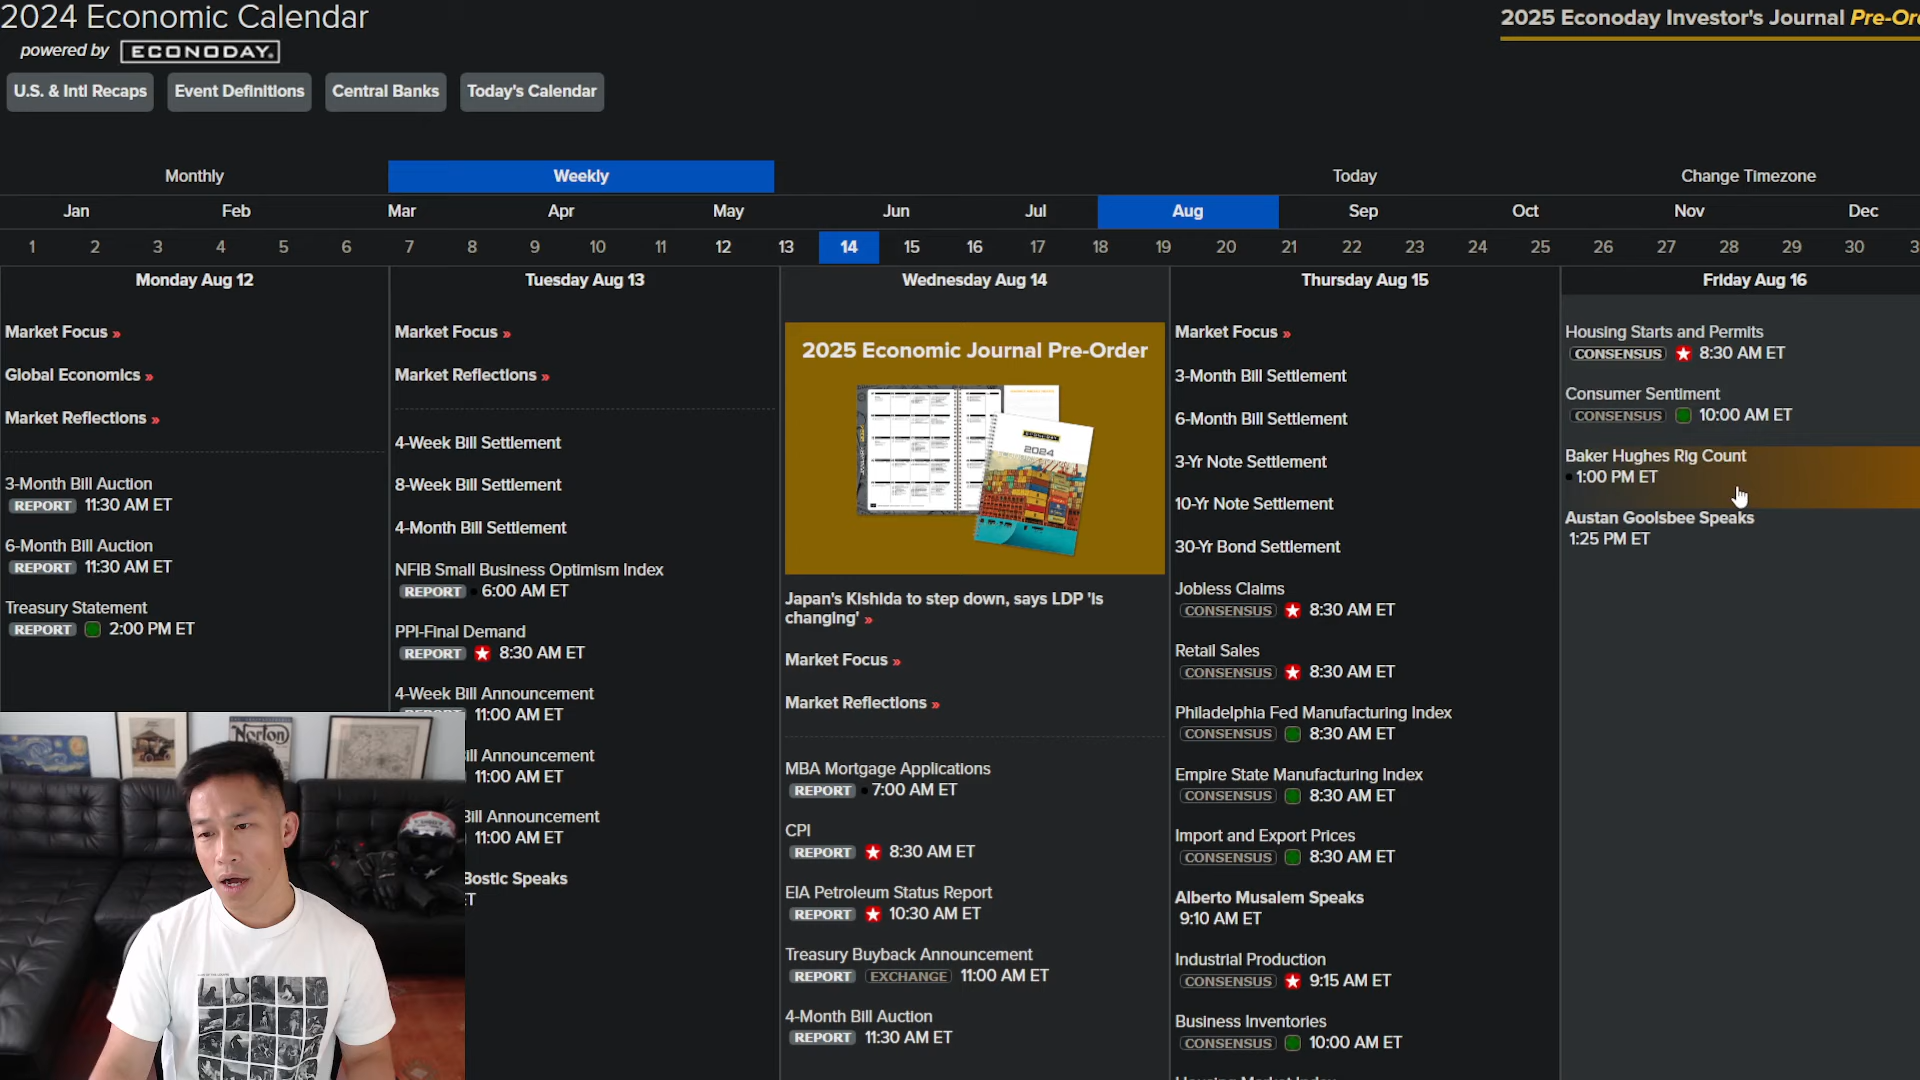 2024 Economic Calendar
powered by ECONODAY.
2025 Econoday Investor's Journal
U.S. & Intl Recaps
Event Definitions
Central Banks
Today's Calendar
Monthly
Weekly
Today
Change Timezone
Jan Feb Mar Apr May Jun Jul Aug Sep Oct Nov Dec
1 2 3 4 5 6 7 8 9 10 11 12 13 14 15 16 17 18 19 20 21 22 23 24 25 26 27 28 29 30
Monday Aug 12
Market Focus »
Global Economics »
Market Reflections »
3-Month Bill Auction
REPORT 11:30 AM ET
6-Month Bill Auction
REPORT 11:30 AM ET
Treasury Statement
REPORT 2:00 PM ET
Tuesday Aug 13
Market Focus »
Market Reflections »
4-Week Bill Settlement
8-Week Bill Settlement
4-Month Bill Settlement
NFIB Small Business Optimism Index
REPORT 6:00 AM ET
PPI-Final Demand
REPORT 8:30 AM ET
4-Week Bill Announcement
11:00 AM ET
Bill Announcement
11:00 AM ET
Bill Announcement
11:00 AM ET
Bostic Speaks
ET
Wednesday Aug 14
2025 Economic Journal Pre-Order
ECONODAY
2024
Japan's Kishida to step down, says LDP 'is
changing' »
Market Focus »
Market Reflections »
MBA Mortgage Applications
REPORT 7:00 AM ET
CPI
REPORT 8:30 AM ET
EIA Petroleum Status Report
REPORT 10:30 AM ET
Treasury Buyback Announcement
REPORT EXCHANGE 11:00 AM ET
4-Month Bill Auction
REPORT 11:30 AM ET
Thursday Aug 15
Market Focus »
3-Month Bill Settlement
6-Month Bill Settlement
3-Yr Note Settlement
10-Yr Note Settlement
30-Yr Bond Settlement
Jobless Claims
CONSENSUS 8:30 AM ET
Retail Sales
CONSENSUS 8:30 AM ET
Philadelphia Fed Manufacturing Index
CONSENSUS 8:30 AM ET
Empire State Manufacturing Index
CONSENSUS 8:30 AM ET
Import and Export Prices
CONSENSUS 8:30 AM ET
Alberto Musalem Speaks
9:10 AM ET
Industrial Production
CONSENSUS 9:15 AM ET
Business Inventories
CONSENSUS 10:00 AM ET
Friday Aug 16
Housing Starts and Permits
CONSENSUS 8:30 AM ET
Consumer Sentiment
CONSENSUS 10:00 AM ET
Baker Hughes Rig Count
1:00 PM ET
Austan Goolsbee Speaks
1:25 PM ET
Norton